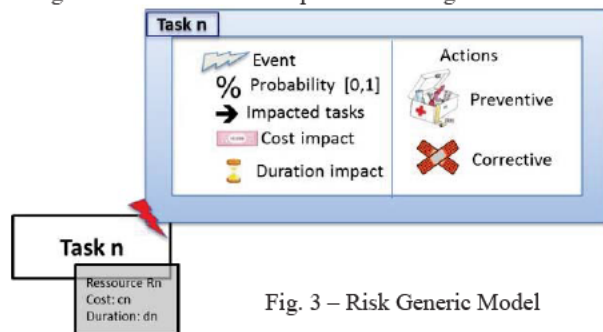 Task n
Event
% Probability [0,1]
Impacted tasks
Cost impact
Duration impact
Actions
Preventive
Corrective
Task n
Ressource Rn
Cost: cn
Duration: dn
Fig. 3 – Risk Generic Model